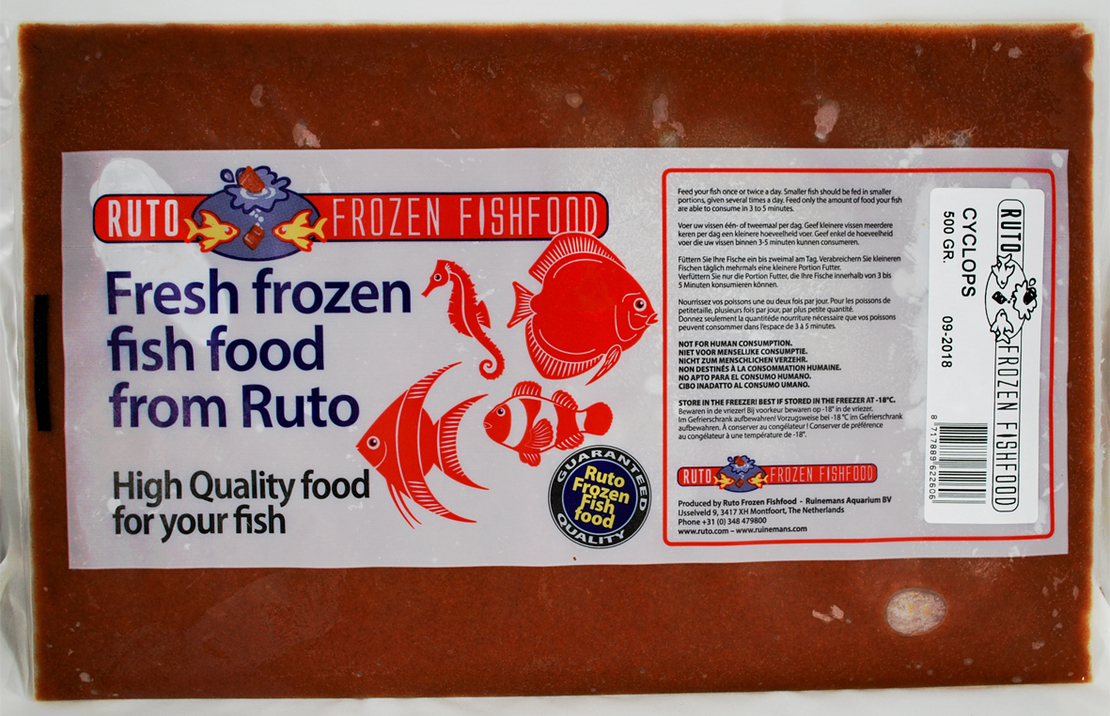 RUTO FROZEN FISHFOOD
Fresh frozen
fish food
from Ruto
High Quality food
for your fish
GUARANTEED
Ruto
Frozen
Fish
food
QUALITY
Feed your fish once or twice a day. Smaller fish should be fed in smaller
portions, given several times a day. Feed only the amount of food your fish
are able to consume in 3 to 5 minutes.
Voer uw vissen één- of tweemaal per dag. Geef kleinere vissen meerdere
keren per dag een kleinere hoeveelheid voer. Geef enkel de hoeveelheid
voer die uw vissen binnen 3-5 minuten kunnen consumeren.
Füttern Sie Ihre Fische ein bis zweimal am Tag. Verabreichern Sie kleineren
Fischen täglich mehrmals eine kleinere Portion Futter.
Verfüttern Sie nur die Portion Futter, die Ihre Fische innerhalb von 3 bis
5 Minuten konsumieren können.
Nourrissez vos poissons une ou deux fois par jour. Pour les poissons de
petitetaille, plusieurs fois par jour, par plus petite quantité.
Donnez seulement la quantitéde nourriture nécessaire que vos poissons
peuvent consommer dans l'espace de 3 à 5 minutes.
NOT FOR HUMAN CONSUMPTION.
NIET VOOR MENSELIJKE CONSUMPTIE.
NICHT ZUM MENSCHLICHEN VERZEHR.
NON DESTINÉS À LA CONSOMMATION HUMAINE.
NO APTO PARA EL CONSUMO HUMANO.
CIBO INADATTO AL CONSUMO UMANO.
STORE IN THE FREEZER! BEST IF STORED IN THE FREEZER AT -18°C.
Bewaren in de vriezer! Bij voorkeur bewaren op -18° in de vriezer.
Im Gefrierschrank aufbewahren! Vorzugsweise bei -18 °C im Gefrierschrank
aufbewahren. À conserver au congélateur ! Conserver de préférence
au congélateur à une température de -18°.
RUTO FROZEN FISHFOOD
Produced by Ruto Frozen Fishfood - Ruinemans Aquarium BV
IJsselveld 9, 3417 XH Montfoort, The Netherlands
Phone +31 (0) 348 479800
www.ruto.com – www.ruinemans.com
RUTO FROZEN FISHFOOD
CYCLOPS
500 GR. 09-2018
8 717889 622606